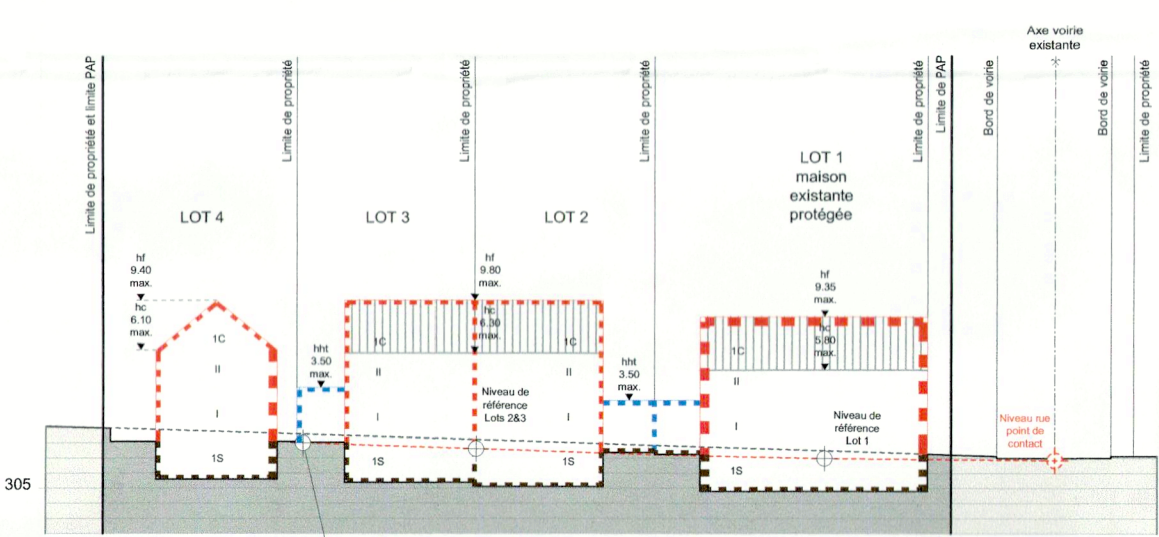 Axe voirie
existante
Limite de propriété et limite PAP
Limite de propriété
Limite de propriété
Limite de propriété
Limite de propriété
Limite de PAP
Bord de voirie
Bord de voirie
Limite de propriété
LOT 4
LOT 3
LOT 2
LOT 1
maison
existante
protégée
hf
9.40
max.
hc
6.10
max.
hf
9.80
max.
hc
6.30
max.
hf
9.35
max.
hc
5.80
max.
hht
3.50
max.
hht
3.50
max.
1C
II
I
1S
1C
II
I
1S
1C
II
I
1S
1C
II
I
1S
Niveau de
référence
Lots 2&3
Niveau de
référence
Lot 1
Niveau rue
point de
contact
305